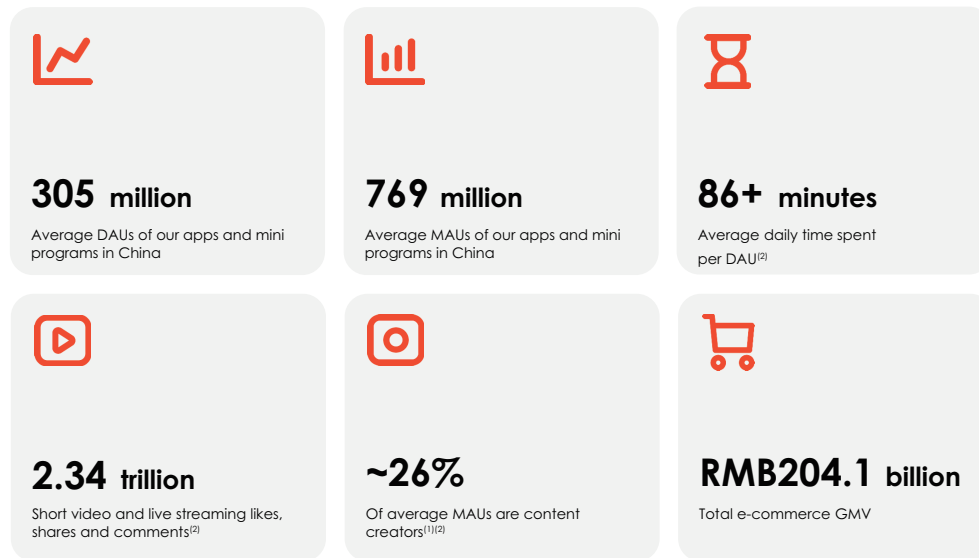 305 million
Average DAUs of our apps and mini
programs in China
769 million
Average MAUs of our apps and mini
programs in China
86+ minutes
Average daily time spent
per DAU(2)
2.34 trillion
Short video and live streaming likes,
shares and comments(2)
~26%
Of average MAUs are content
creators(1)(2)
RMB204.1 billion
Total e-commerce GMV